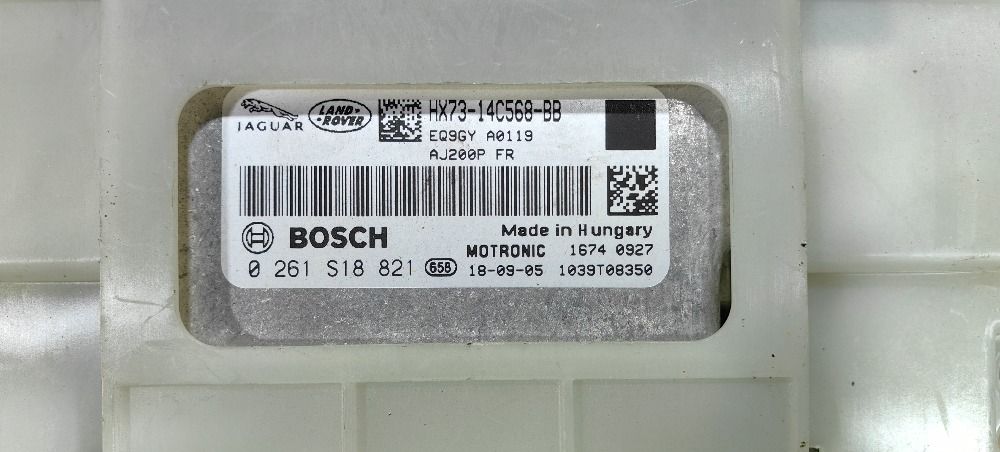 JAGUAR
LAND-
-ROVER
HX73-14C568-BB
EQ9GY A0119
AJ200P FR
BOSCH
Made in Hungary
MOTRONIC 1674 0927
0 261 S18 821 658 18-09-05 1039T08350